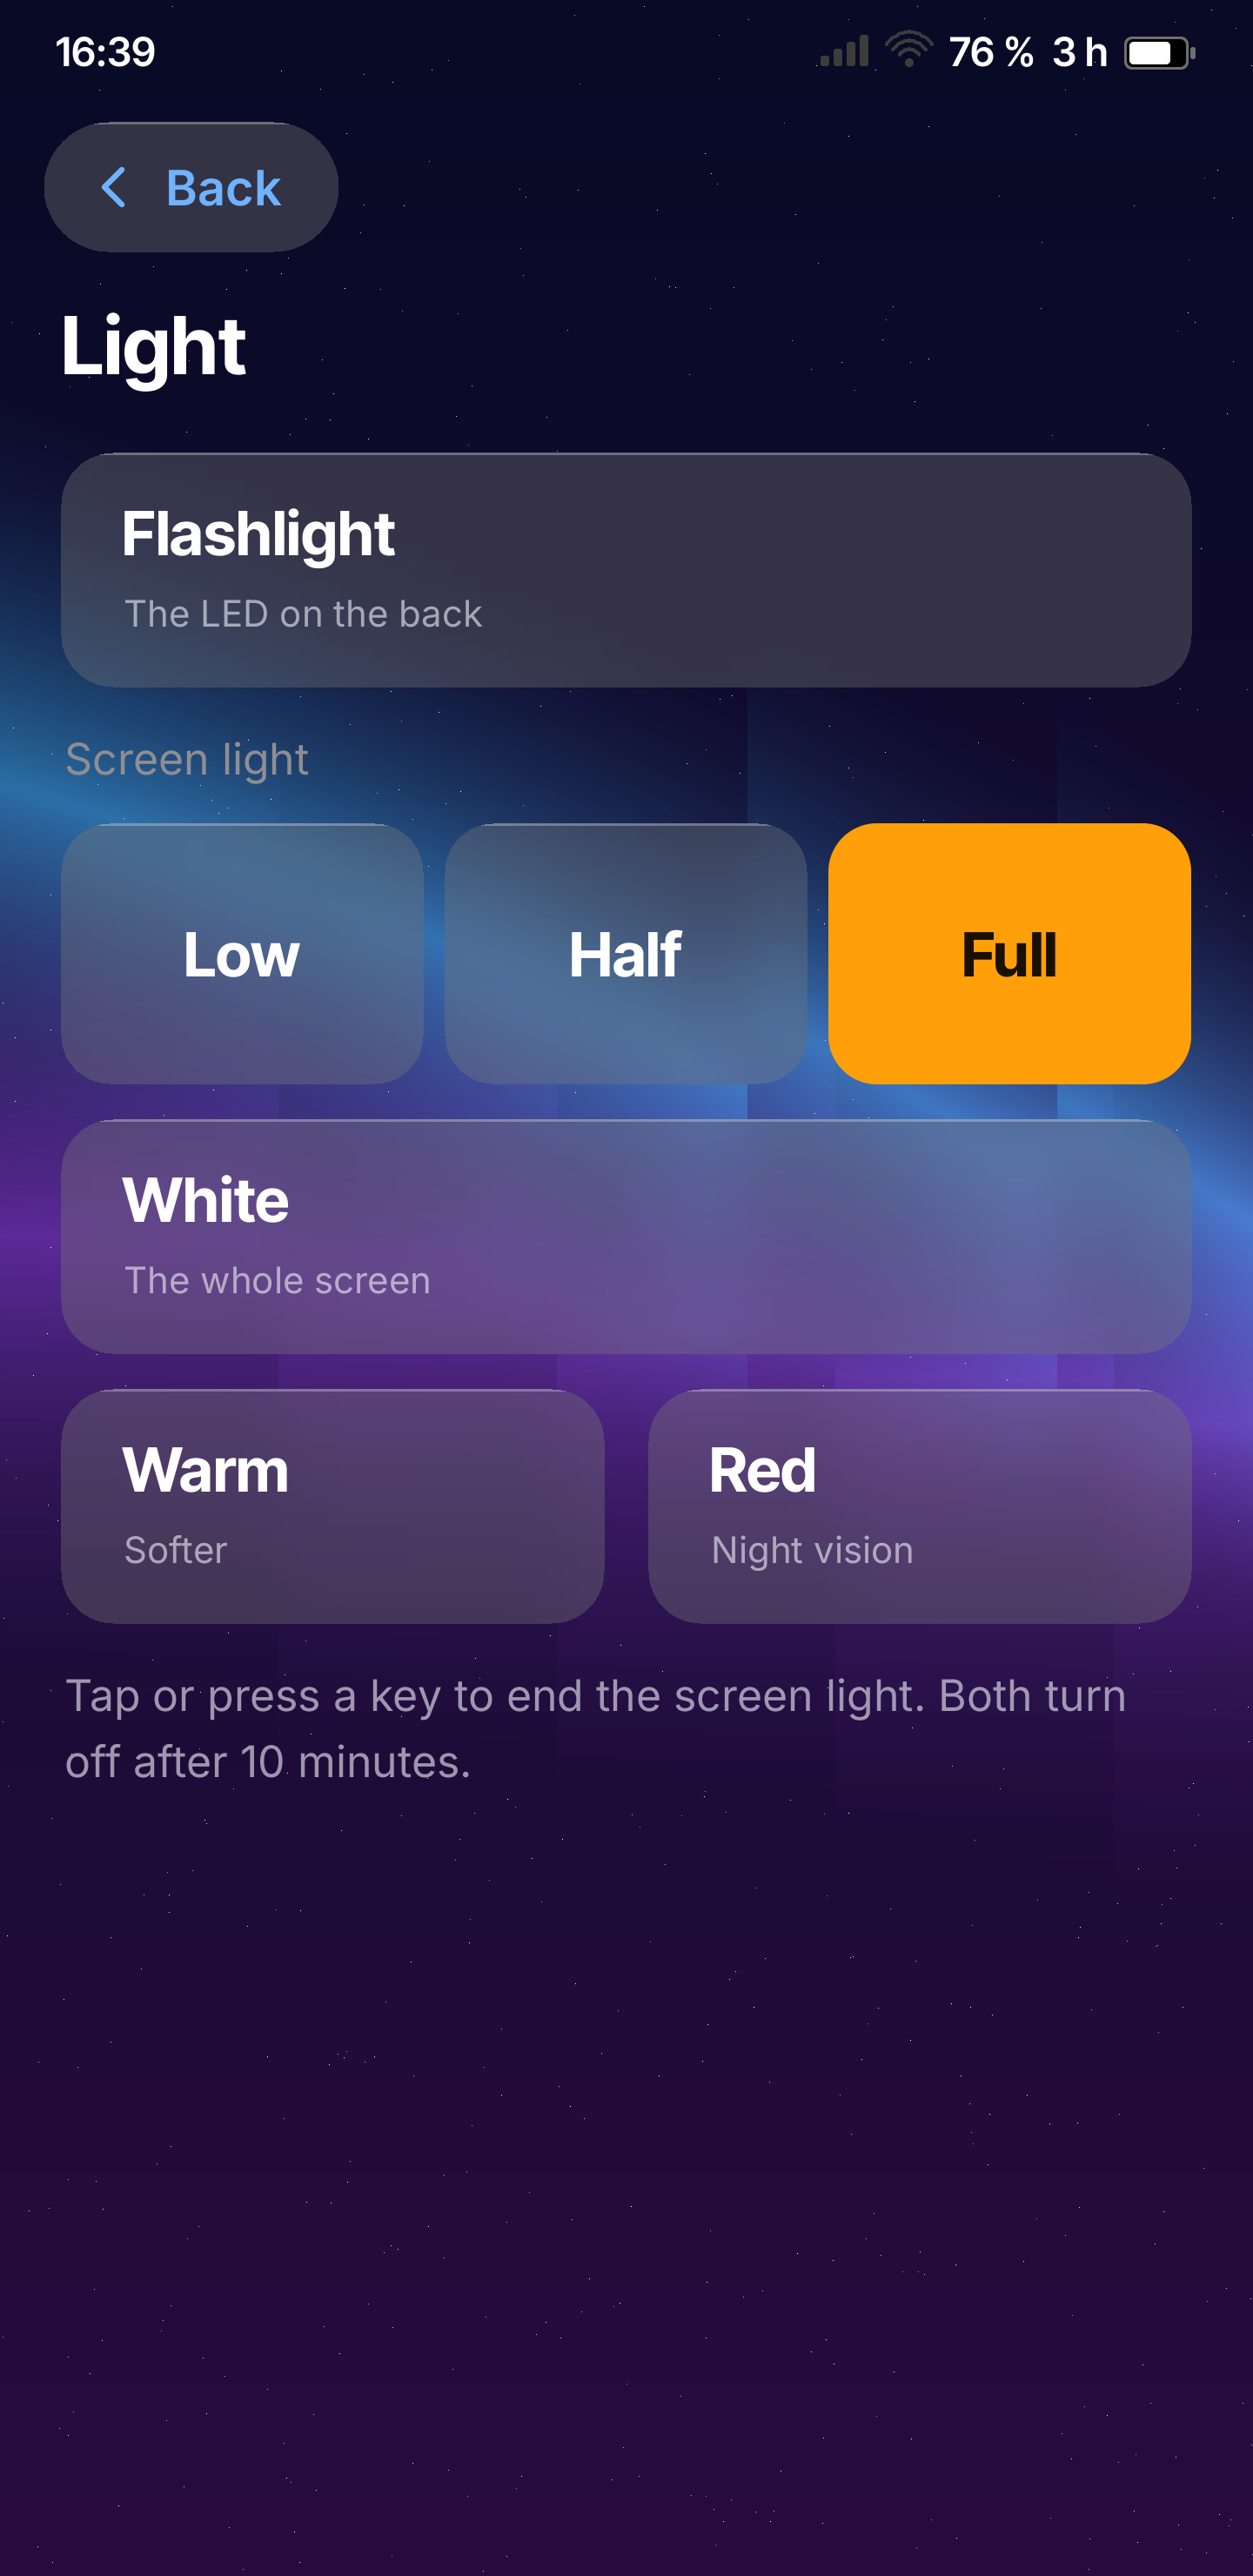 16:39 76 % 3 h
Back
Light
Flashlight
The LED on the back
Screen light
Low Half Full
White
The whole screen
Warm Red
Softer Night vision
Tap or press a key to end the screen light. Both turn
off after 10 minutes.